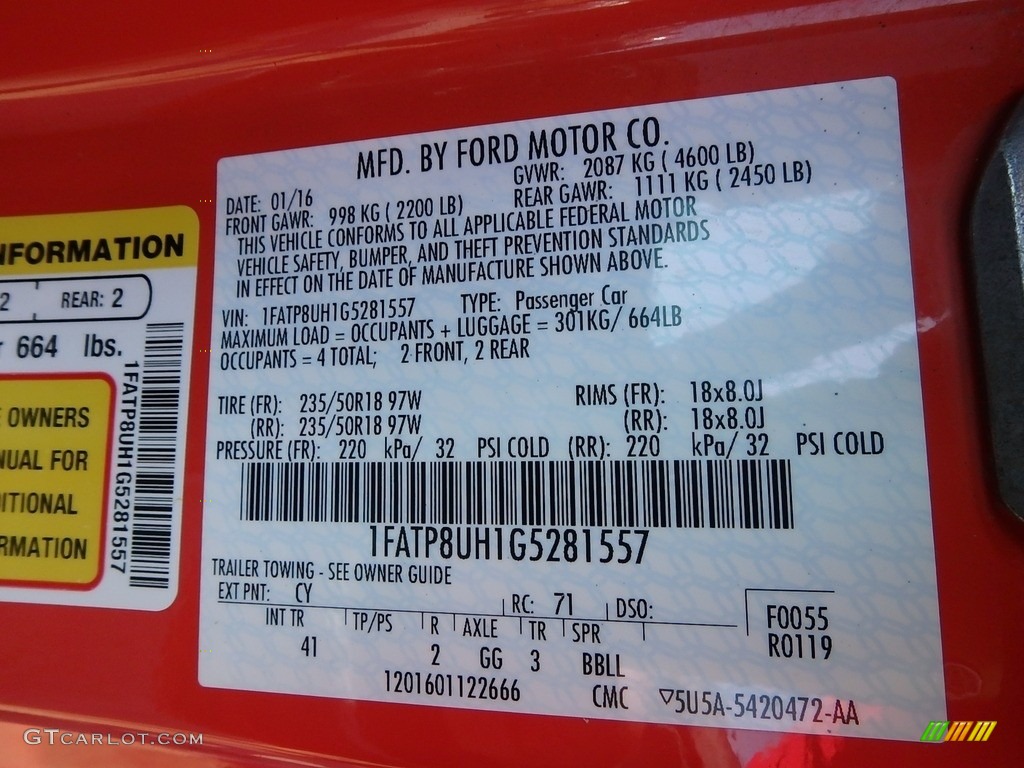 MFD. BY FORD MOTOR CO.
DATE: 01/16 GVWR: 2087 KG ( 4600 LB)
FRONT GAWR: 998 KG ( 2200 LB) REAR GAWR: 1111 KG ( 2450 LB)
THIS VEHICLE CONFORMS TO ALL APPLICABLE FEDERAL MOTOR
VEHICLE SAFETY, BUMPER, AND THEFT PREVENTION STANDARDS
IN EFFECT ON THE DATE OF MANUFACTURE SHOWN ABOVE.
VIN: 1FATP8UH1G5281557 TYPE: Passenger Car
MAXIMUM LOAD = OCCUPANTS + LUGGAGE = 301KG/ 664LB
OCCUPANTS = 4 TOTAL; 2 FRONT, 2 REAR
TIRE (FR): 235/50R18 97W RIMS (FR): 18x8.0J
(RR): 235/50R18 97W (RR): 18x8.0J
PRESSURE (FR): 220 kPa/ 32 PSI COLD (RR): 220 kPa/ 32 PSI COLD
1FATP8UH1G5281557
TRAILER TOWING - SEE OWNER GUIDE
EXT PNT: CY RC: 71 DSO:
F0055
R0119
INT TR TP/PS R AXLE TR SPR
41 2 GG 3 BBLL
1201601122666 CMC ▽5U5A-5420472-AA
NFORMATION
2 REAR: 2
664 lbs.
1FATP8UH1G5281557
OWNERS
NUAL FOR
DITIONAL
RMATION
GTCARLOT.COM